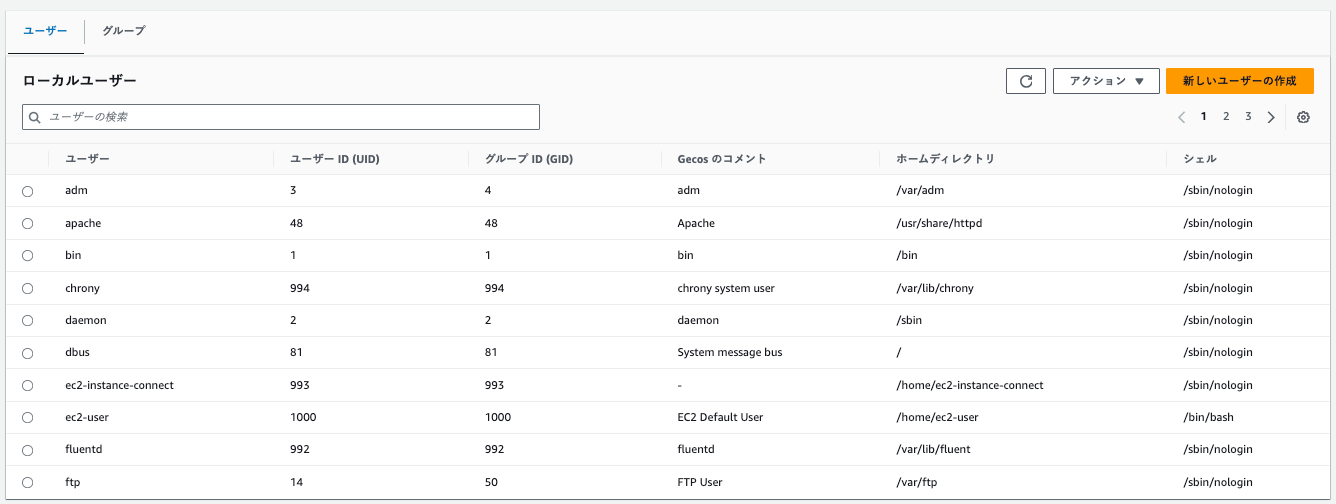 ユーザー グループ
ローカルユーザー アクション ▼ 新しいユーザーの作成
ユーザーの検索 1 2 3
ユーザー ユーザー ID (UID) グループ ID (GID) Gecos のコメント ホームディレクトリ シェル
adm 3 4 adm /var/adm /sbin/nologin
apache 48 48 Apache /usr/share/httpd /sbin/nologin
bin 1 1 bin /bin /sbin/nologin
chrony 994 994 chrony system user /var/lib/chrony /sbin/nologin
daemon 2 2 daemon /sbin /sbin/nologin
dbus 81 81 System message bus / /sbin/nologin
ec2-instance-connect 993 993 - /home/ec2-instance-connect /sbin/nologin
ec2-user 1000 1000 EC2 Default User /home/ec2-user /bin/bash
fluentd 992 992 fluentd /var/lib/fluent /sbin/nologin
ftp 14 50 FTP User /var/ftp /sbin/nologin